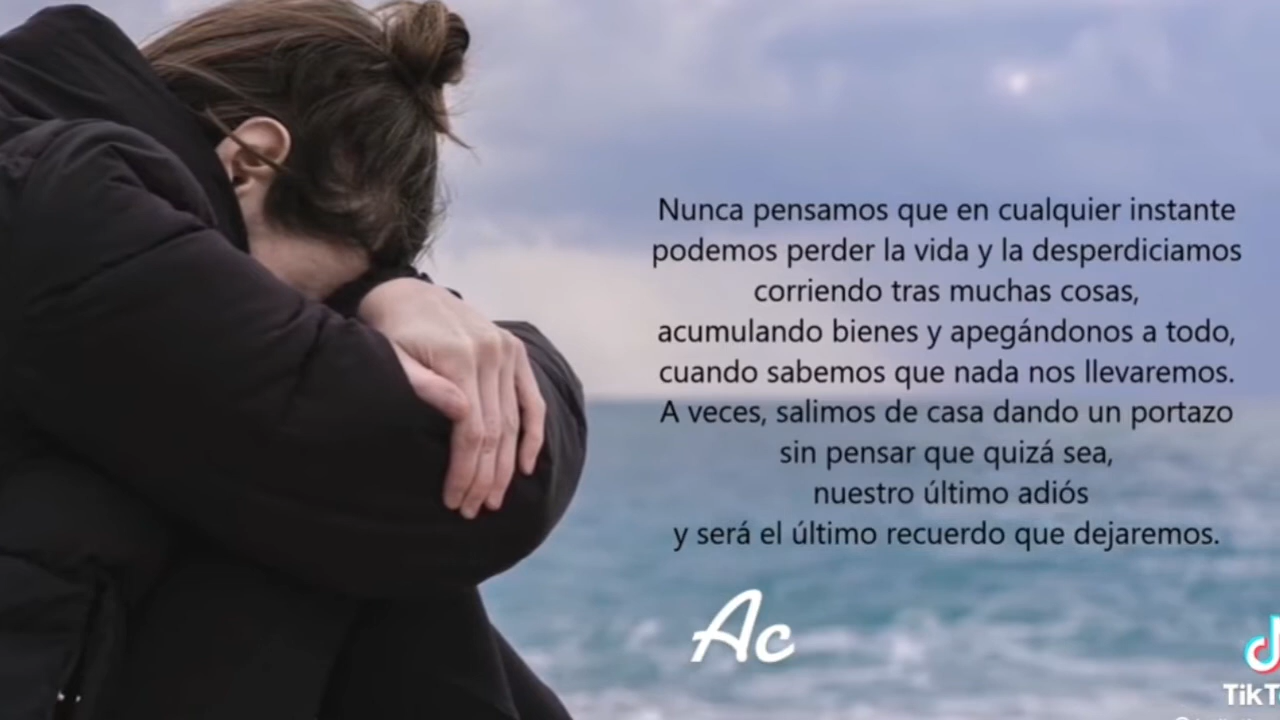 Nunca pensamos que en cualquier instante
podemos perder la vida y la desperdiciamos
corriendo tras muchas cosas,
acumulando bienes y apegándonos a todo,
cuando sabemos que nada nos llevaremos.
A veces, salimos de casa dando un portazo
sin pensar que quizá sea,
nuestro último adiós
y será el último recuerdo que dejaremos.
Ac